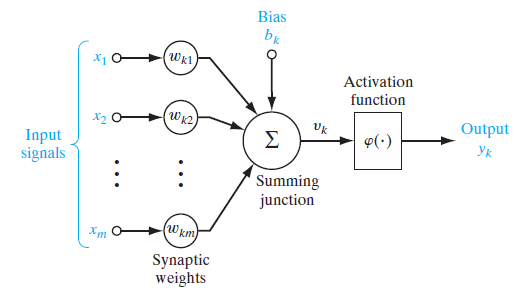 Bias
b_k
x_1
w_k1
Activation
function
x_2
w_k2
Input
signals
Σ
v_k
φ(·)
Output
y_k
Summing
junction
x_m
w_km
Synaptic
weights